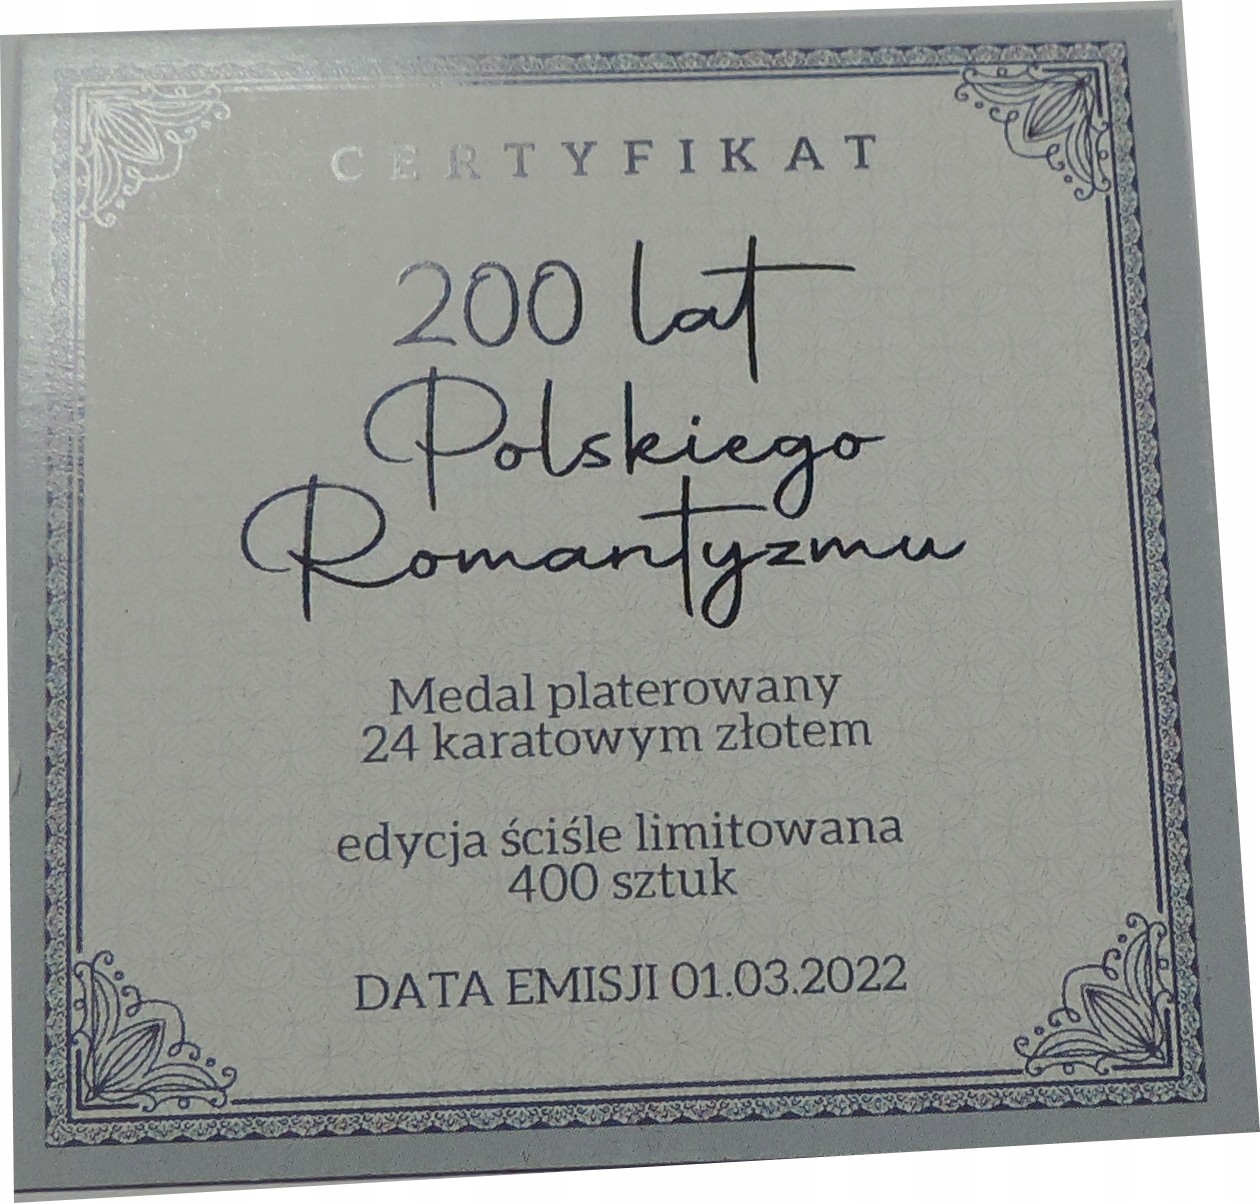 CERTYFIKAT
200 lat
Polskiego
Romantyzmu
Medal platerowany
24 karatowym złotem
edycja ściśle limitowana
400 sztuk
DATA EMISJI 01.03.2022